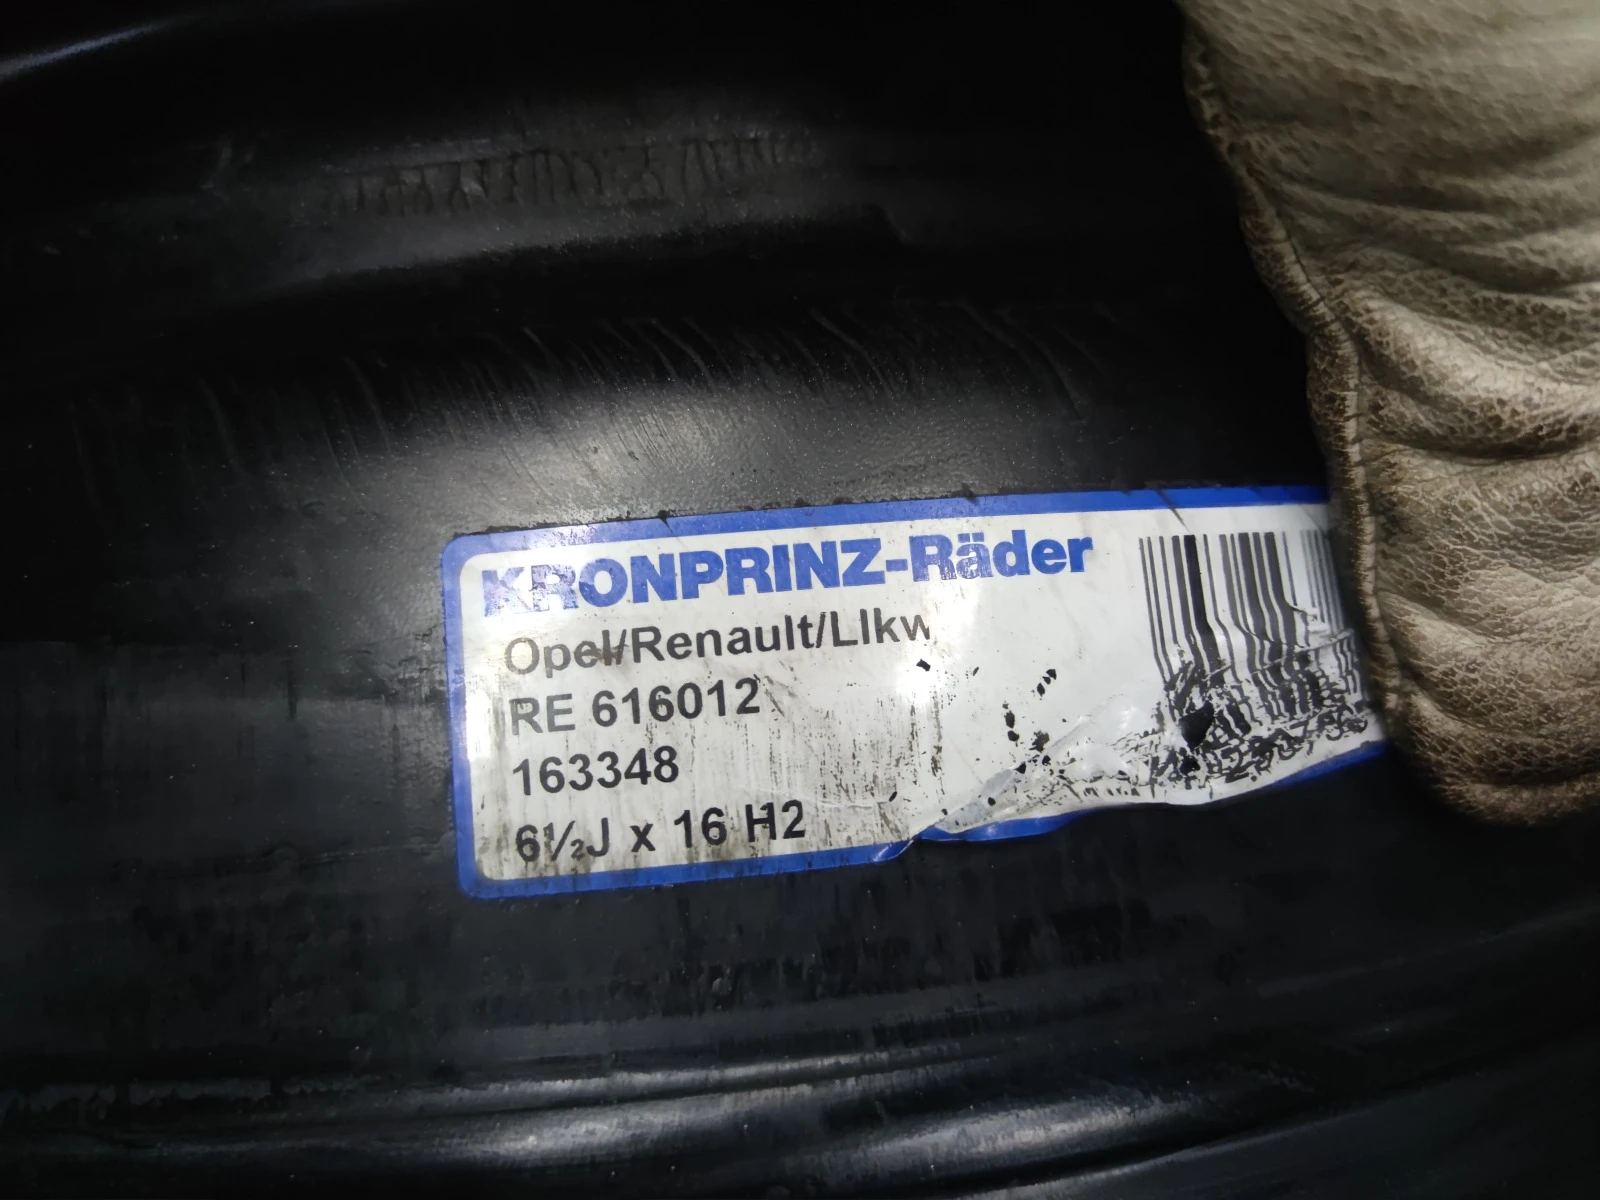 KRONPRINZ-Räder
Opel/Renault/Llkw
RE 616012
163348
6½J x 16 H2